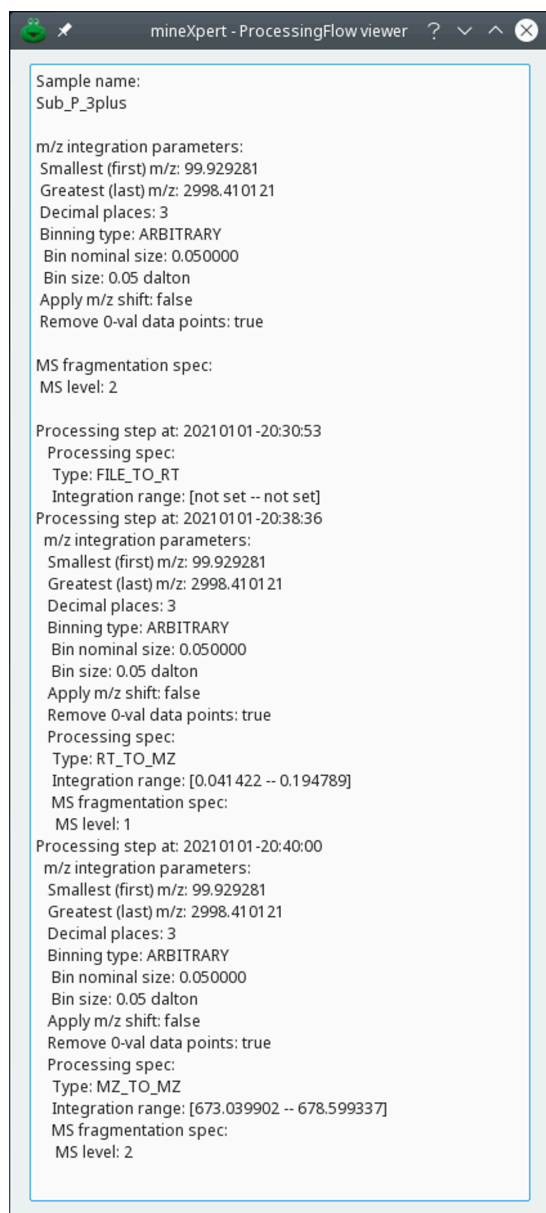 mineXpert - ProcessingFlow viewer
Sample name:
Sub_P_3plus
m/z integration parameters:
Smallest (first) m/z: 99.929281
Greatest (last) m/z: 2998.410121
Decimal places: 3
Binning type: ARBITRARY
Bin nominal size: 0.050000
Bin size: 0.05 dalton
Apply m/z shift: false
Remove 0-val data points: true
MS fragmentation spec:
MS level: 2
Processing step at: 20210101-20:30:53
Processing spec:
Type: FILE_TO_RT
Integration range: [not set -- not set]
Processing step at: 20210101-20:38:36
m/z integration parameters:
Smallest (first) m/z: 99.929281
Greatest (last) m/z: 2998.410121
Decimal places: 3
Binning type: ARBITRARY
Bin nominal size: 0.050000
Bin size: 0.05 dalton
Apply m/z shift: false
Remove 0-val data points: true
Processing spec:
Type: RT_TO_MZ
Integration range: [0.041422 -- 0.194789]
MS fragmentation spec:
MS level: 1
Processing step at: 20210101-20:40:00
m/z integration parameters:
Smallest (first) m/z: 99.929281
Greatest (last) m/z: 2998.410121
Decimal places: 3
Binning type: ARBITRARY
Bin nominal size: 0.050000
Bin size: 0.05 dalton
Apply m/z shift: false
Remove 0-val data points: true
Processing spec:
Type: MZ_TO_MZ
Integration range: [673.039902 -- 678.599337]
MS fragmentation spec:
MS level: 2